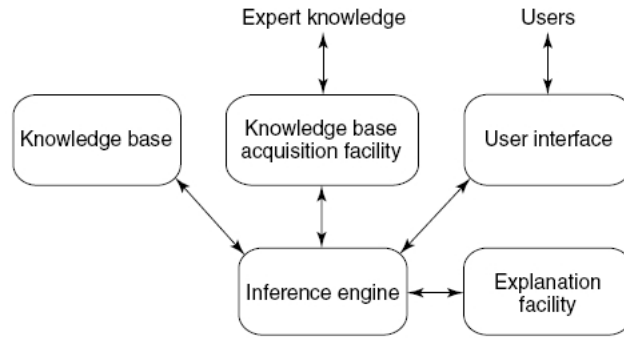 Expert knowledge
Users
Knowledge base
Knowledge base
acquisition facility
User interface
Inference engine
Explanation
facility